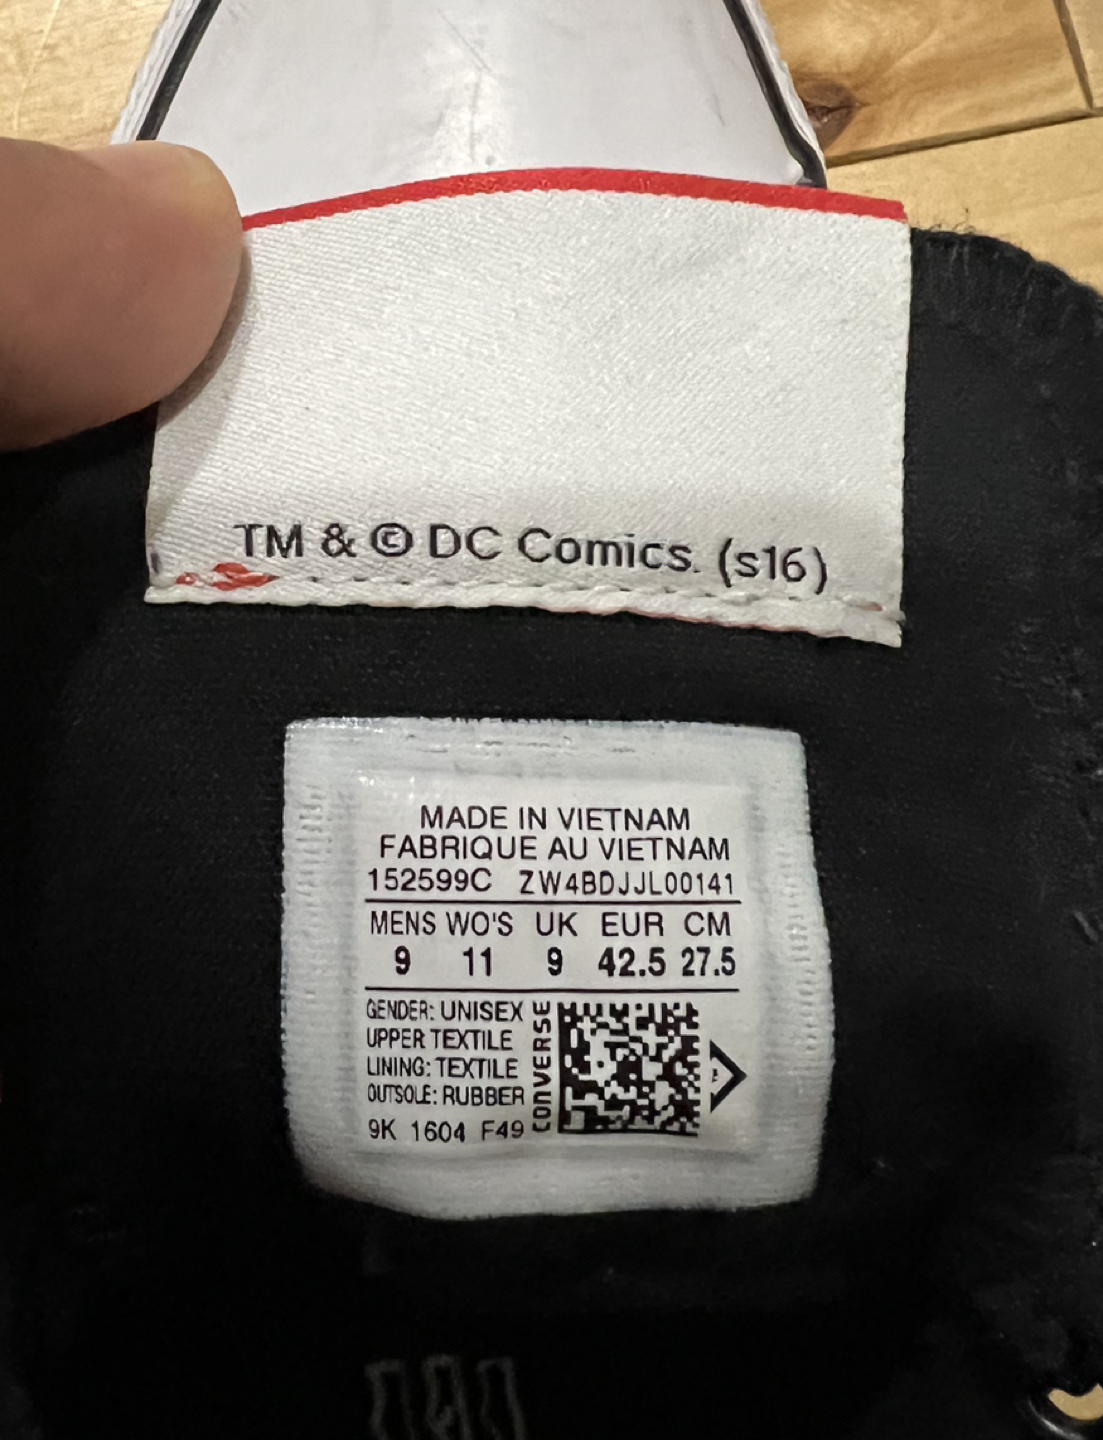 TM & © DC Comics. (s16)
MADE IN VIETNAM
FABRIQUE AU VIETNAM
152599C ZW4BDJJL00141
MENS WO'S UK EUR CM
9 11 9 42.5 27.5
GENDER: UNISEX
UPPER TEXTILE
LINING: TEXTILE
OUTSOLE: RUBBER
9K 1604 F49
CONVERSE